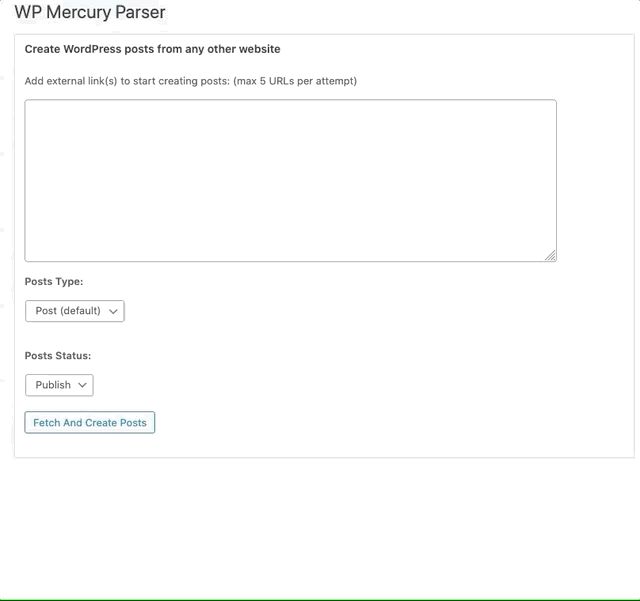 WP Mercury Parser
Create WordPress posts from any other website
Add external link(s) to start creating posts: (max 5 URLs per attempt)
Posts Type:
Post (default)
Posts Status:
Publish
Fetch And Create Posts